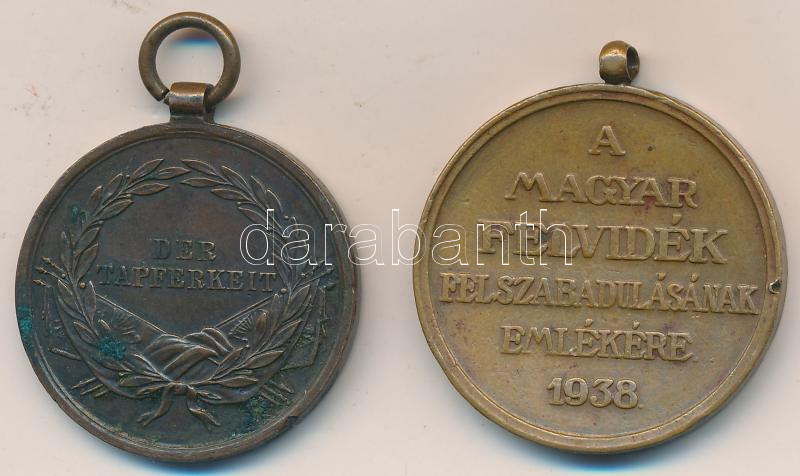 DER
TAPFERKEIT
A
MAGYAR
FELVIDÉK
FELSZABADULÁSÁNAK
EMLÉKÉRE
1938.
darabanth